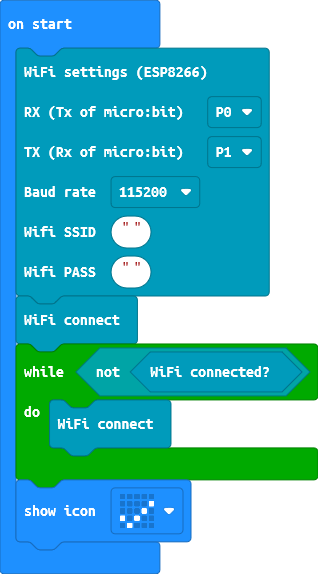 on start
WiFi settings (ESP8266)
RX (Tx of micro:bit) P0
TX (Rx of micro:bit) P1
Baud rate 115200
Wifi SSID " "
Wifi PASS " "
WiFi connect
while not WiFi connected?
do
WiFi connect
show icon